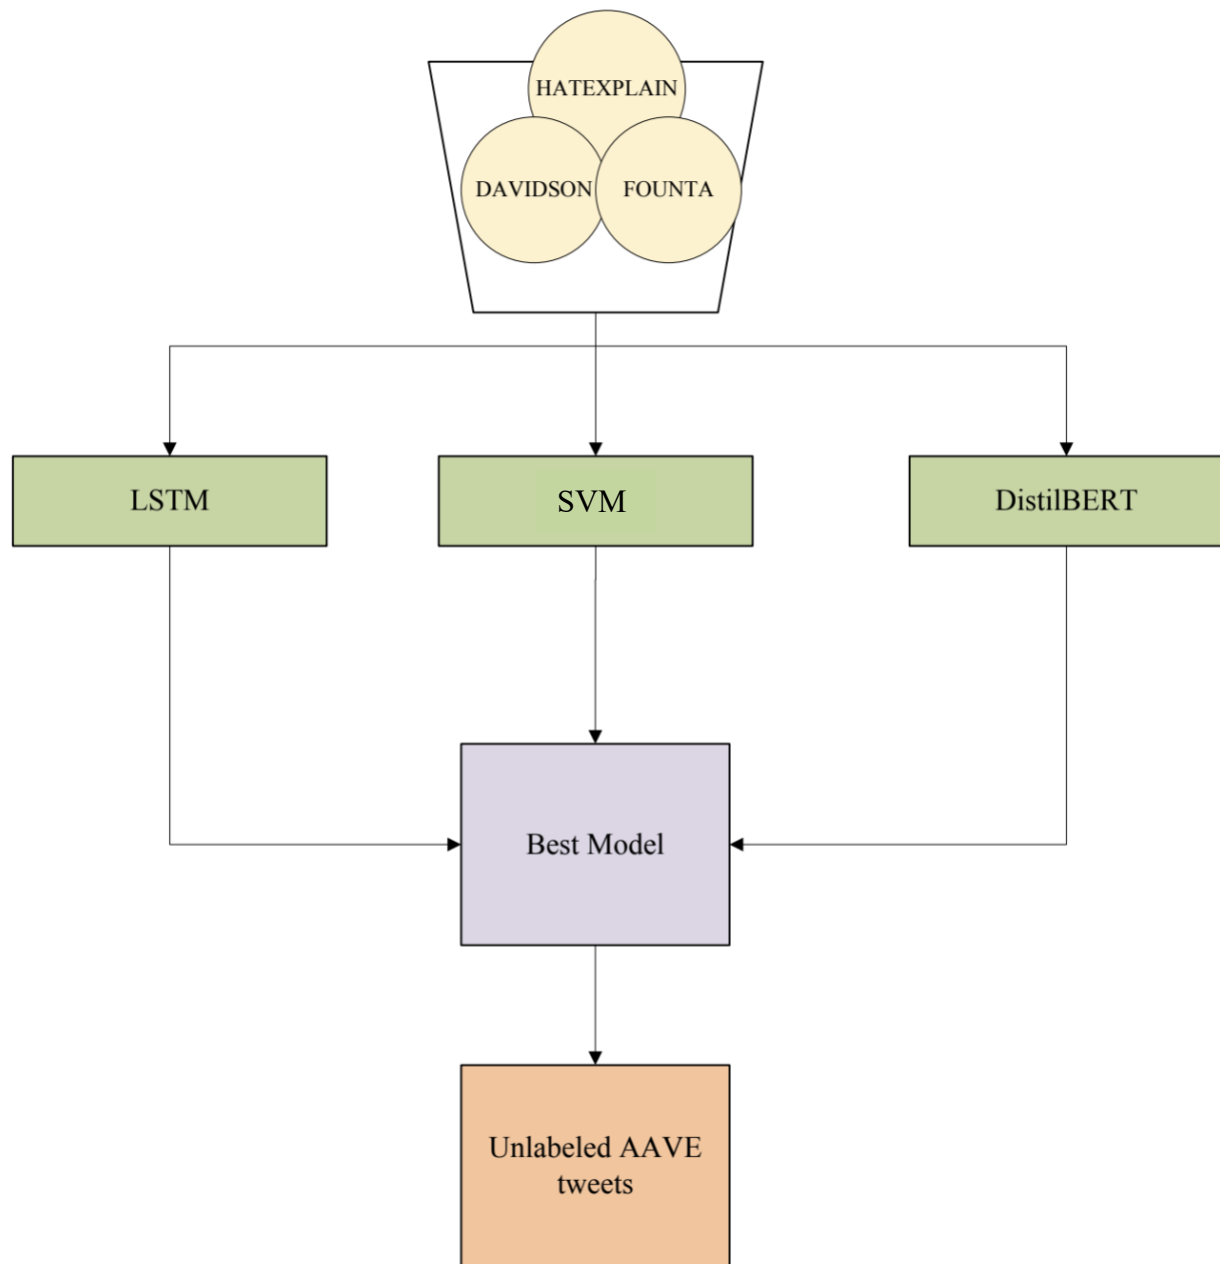 HATEXPLAIN
DAVIDSON
FOUNTA
LSTM
SVM
DistilBERT
Best Model
Unlabeled AAVE
tweets